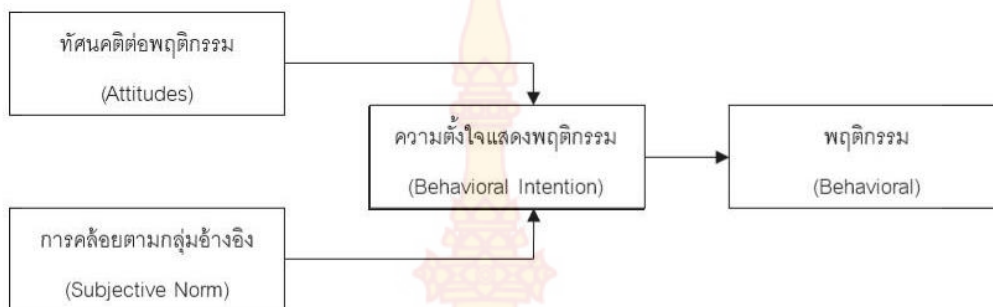 ทัศนคติต่อพฤติกรรม
(Attitudes)
ความตั้งใจแสดงพฤติกรรม
(Behavioral Intention)
พฤติกรรม
(Behavioral)
การคล้อยตามกลุ่มอ้างอิง
(Subjective Norm)